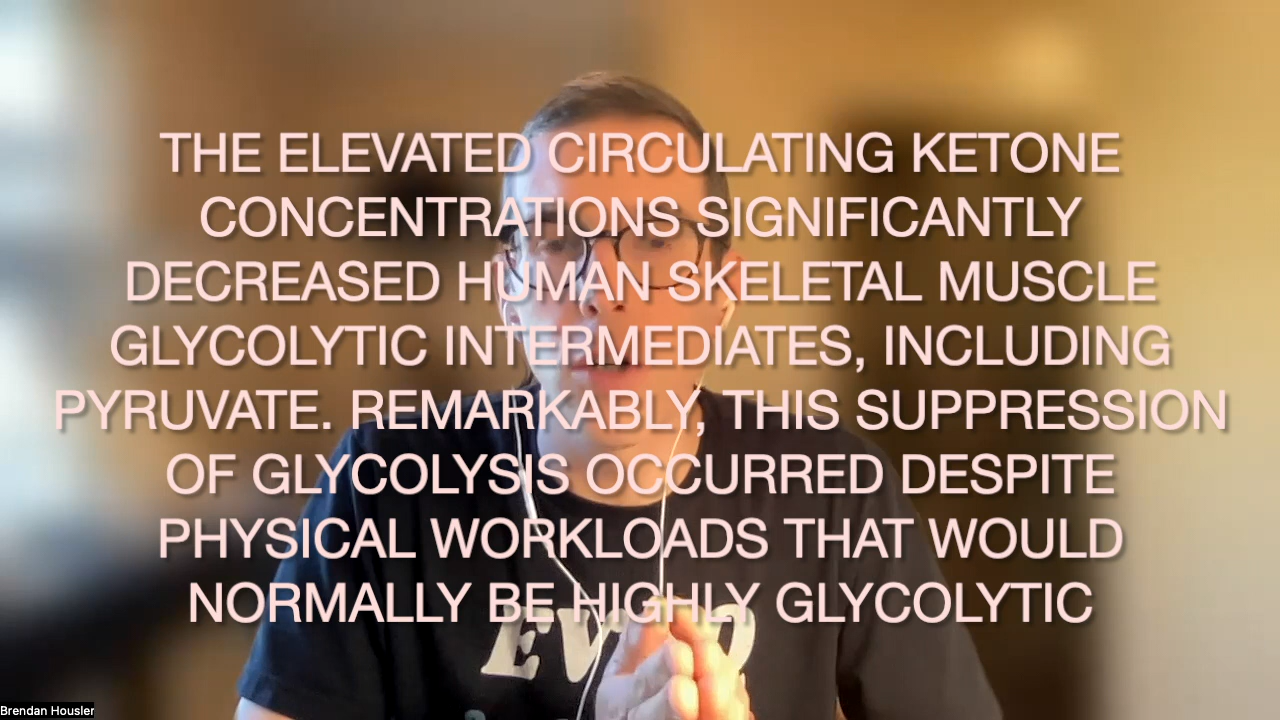 THE ELEVATED CIRCULATING KETONE
CONCENTRATIONS SIGNIFICANTLY
DECREASED HUMAN SKELETAL MUSCLE
GLYCOLYTIC INTERMEDIATES, INCLUDING
PYRUVATE. REMARKABLY, THIS SUPPRESSION
OF GLYCOLYSIS OCCURRED DESPITE
PHYSICAL WORKLOADS THAT WOULD
NORMALLY BE HIGHLY GLYCOLYTIC
Brendan Housler